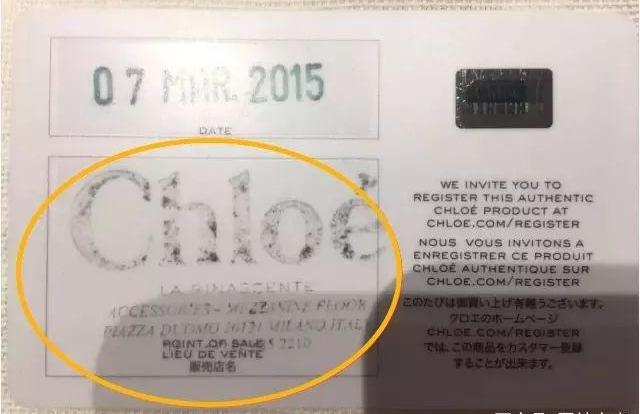 07 MAR. 2015
DATE
Chloé
LA RINASCENTE
ACCESSORIES - MEZZANINE FLOOR
PIAZZA DUOMO 20121 MILANO ITAL
POINT OF SALE
LIEU DE VENTE
販売店名
WE INVITE YOU TO
REGISTER THIS AUTHENTIC
CHLOÉ PRODUCT AT
CHLOE.COM/REGISTER
NOUS VOUS INVITONS A
ENREGISTRER CE PRODUIT
CHLOÉ AUTHENTIQUE SUR
CHLOE.COM/REGISTER
このたびは御買い上げ有難うございます。
クロエのホームページ
CHLOE.COM/REGISTER
では、この商品をカスタマー登録
することが出来ます。